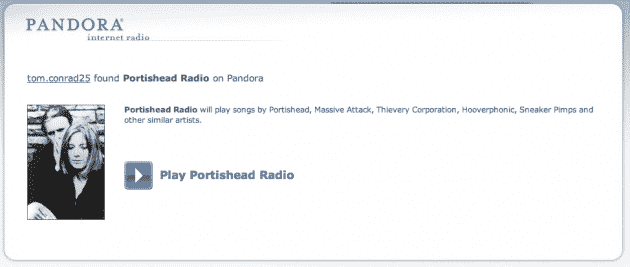 PANDORA®
internet radio
tom.conrad25 found Portishead Radio on Pandora
Portishead Radio will play songs by Portishead, Massive Attack, Thievery Corporation, Hooverphonic, Sneaker Pimps and
other similar artists.
Play Portishead Radio